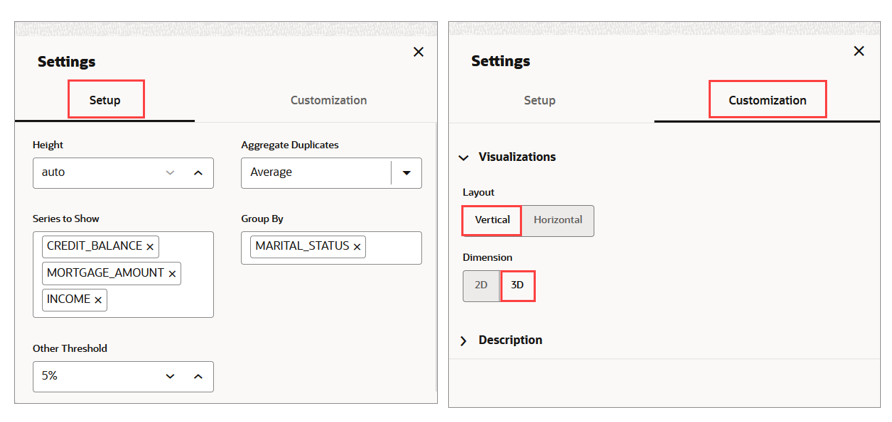 Settings
Setup
Customization
Height
Aggregate Duplicates
auto
Average
Series to Show
Group By
CREDIT_BALANCE ×
MORTGAGE_AMOUNT ×
INCOME ×
MARITAL_STATUS ×
Other Threshold
5%
Settings
Setup
Customization
Visualizations
Layout
Vertical
Horizontal
Dimension
2D
3D
Description